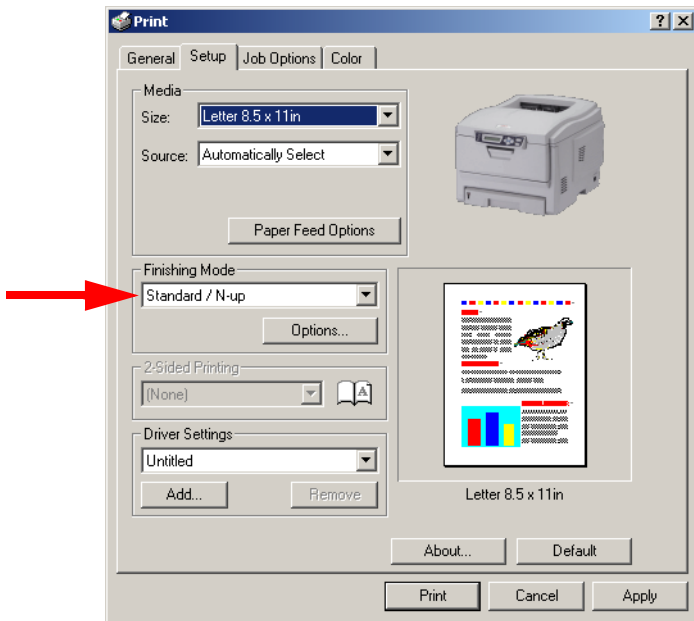 Print
General Setup Job Options Color
Media
Size: Letter 8.5 x 11in
Source: Automatically Select
Paper Feed Options
Finishing Mode
Standard / N-up
Options...
2-Sided Printing
(None)
A
Driver Settings
Untitled
Add... Remove
Letter 8.5 x 11in
About... Default
Print Cancel Apply